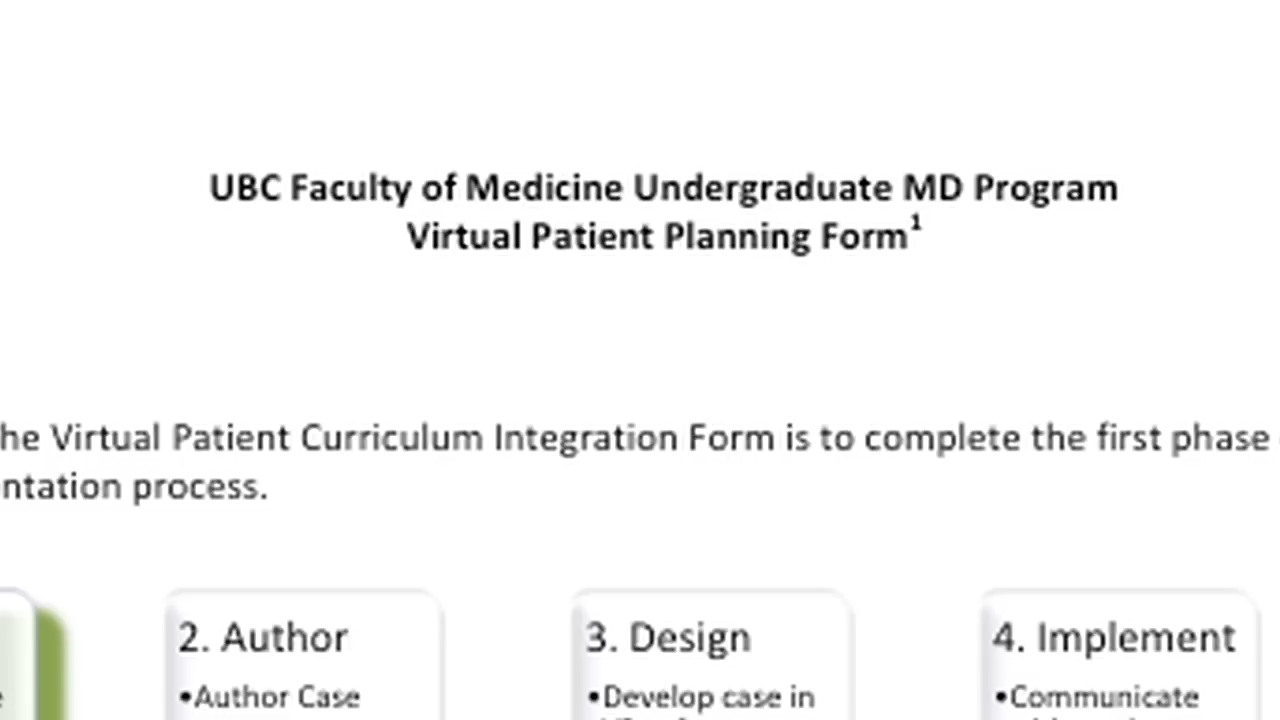 UBC Faculty of Medicine Undergraduate MD Program
Virtual Patient Planning Form¹
he Virtual Patient Curriculum Integration Form is to complete the first phase
ntation process.
2. Author
•Author Case
3. Design
•Develop case in
4. Implement
•Communicate